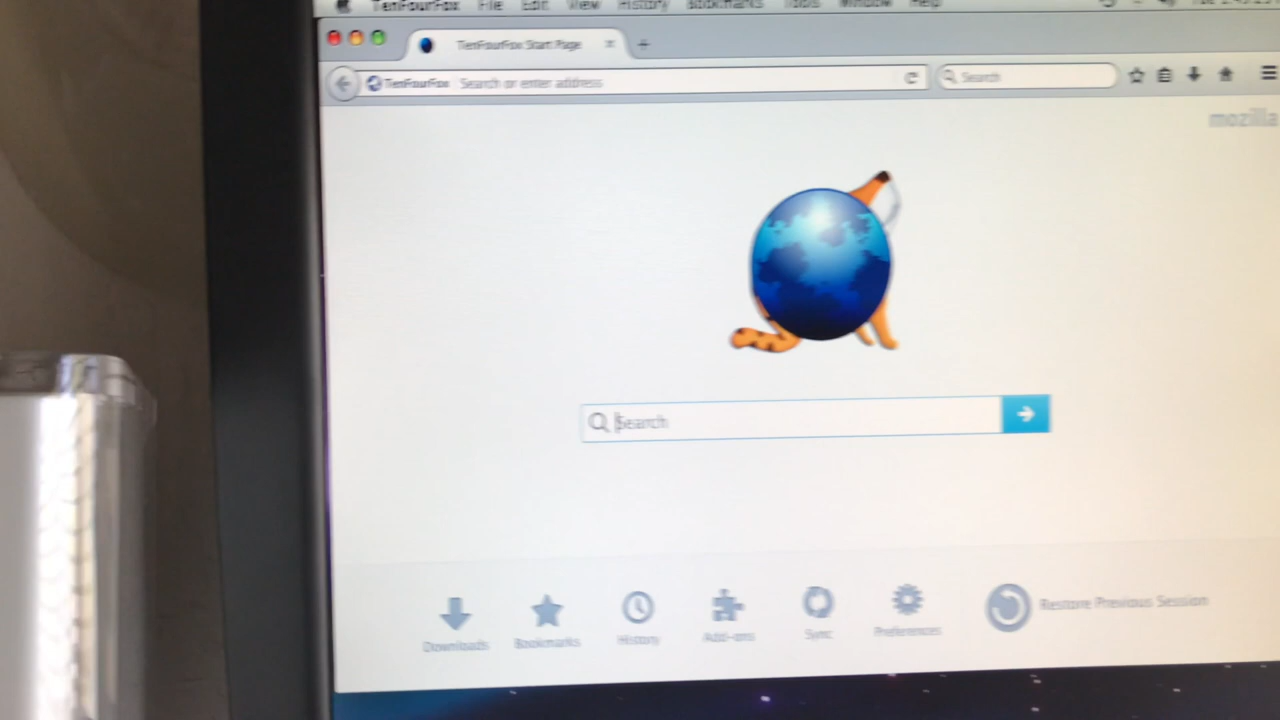 TenFourFox File Edit View History Bookmarks Tools Window Help
TenFourFox Start Page
TenFourFox Search or enter address
Search
mozilla
Search
Downloads Bookmarks History Add-ons Sync Preferences Restore Previous Session